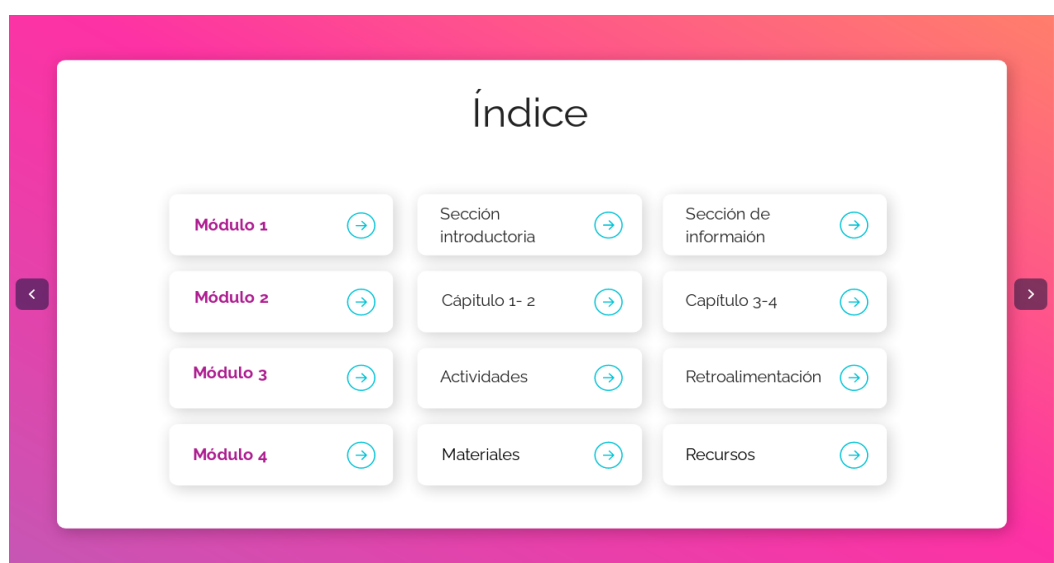 Índice
Módulo 1
Sección
introductoria
Sección de
informaión
Módulo 2
Cápitulo 1- 2
Capítulo 3-4
Módulo 3
Actividades
Retroalimentación
Módulo 4
Materiales
Recursos